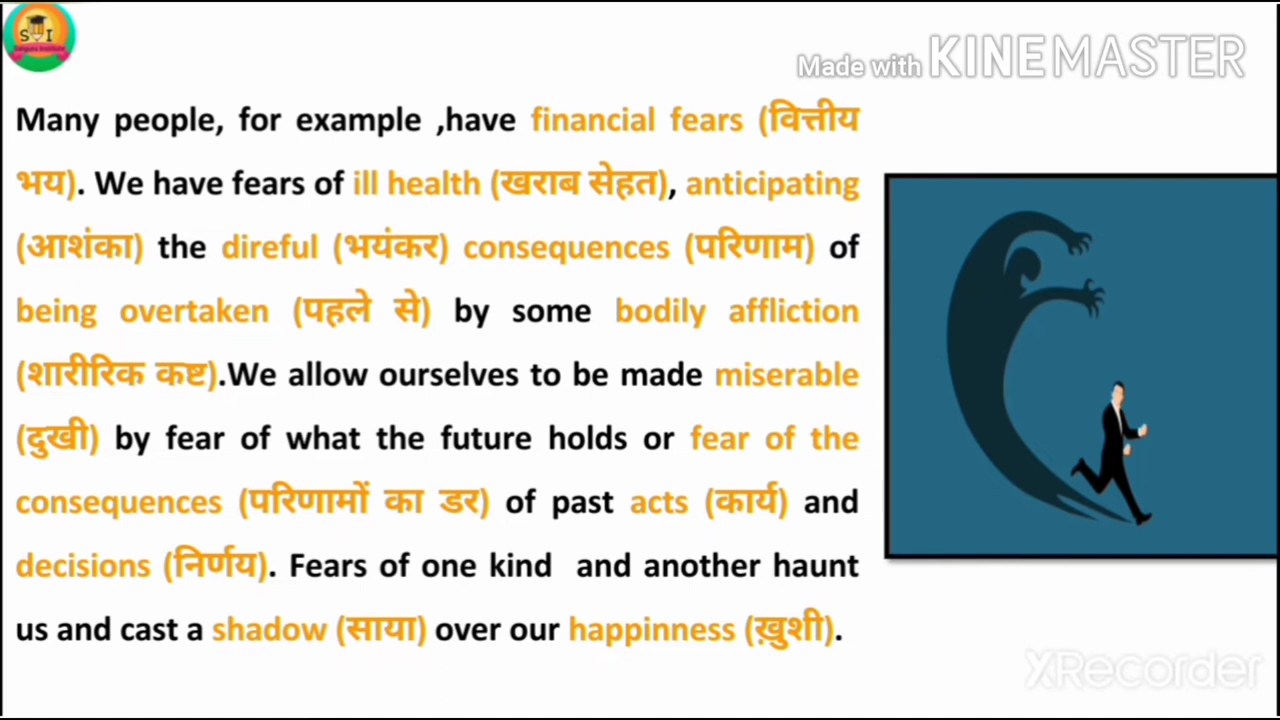 S I
Made with KINEMASTER
Many people, for example ,have financial fears (वित्तीय
भय). We have fears of ill health (खराब सेहत), anticipating
(आशंका) the direful (भयंकर) consequences (परिणाम) of
being overtaken (पहले से) by some bodily affliction
(शारीरिक कष्ट).We allow ourselves to be made miserable
(दुखी) by fear of what the future holds or fear of the
consequences (परिणामों का डर) of past acts (कार्य) and
decisions (निर्णय). Fears of one kind and another haunt
us and cast a shadow (साया) over our happinness (ख़ुशी).
XRecorder